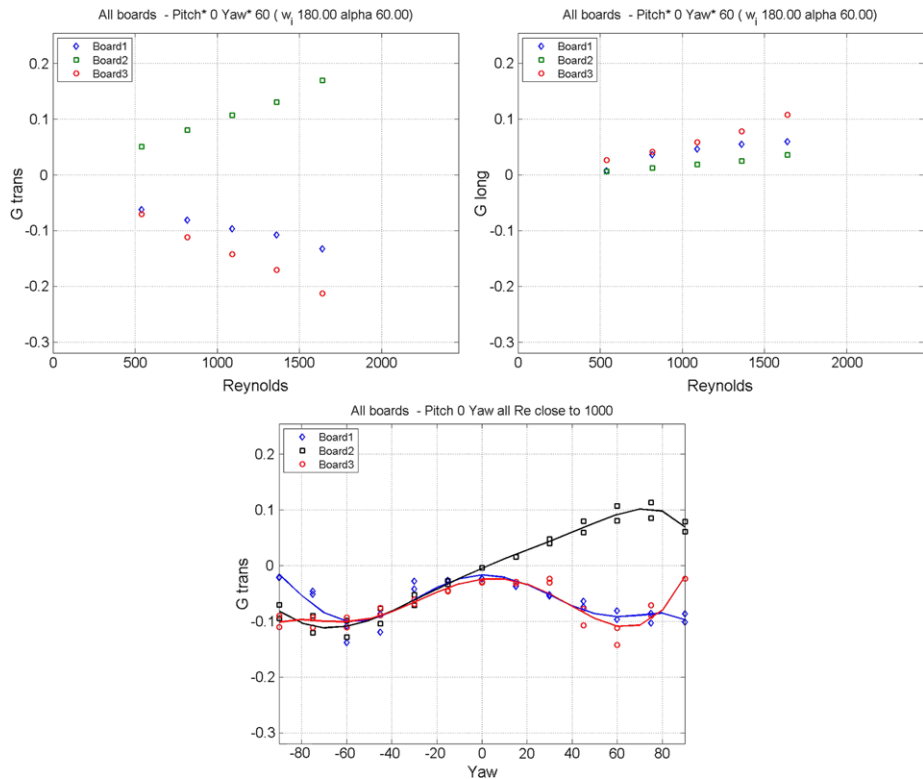 All boards - Pitch* 0 Yaw* 60 ( w_i 180.00 alpha 60.00)
Board1
Board2
Board3
0.2
0.1
0
-0.1
-0.2
-0.3
G trans
0 500 1000 1500 2000
Reynolds
All boards - Pitch* 0 Yaw* 60 ( w_i 180.00 alpha 60.00)
Board1
Board2
Board3
0.2
0.1
0
-0.1
-0.2
-0.3
G long
0 500 1000 1500 2000
Reynolds
All boards - Pitch 0 Yaw all Re close to 1000
Board1
Board2
Board3
0.2
0.1
0
-0.1
-0.2
-0.3
G trans
-80 -60 -40 -20 0 20 40 60 80
Yaw